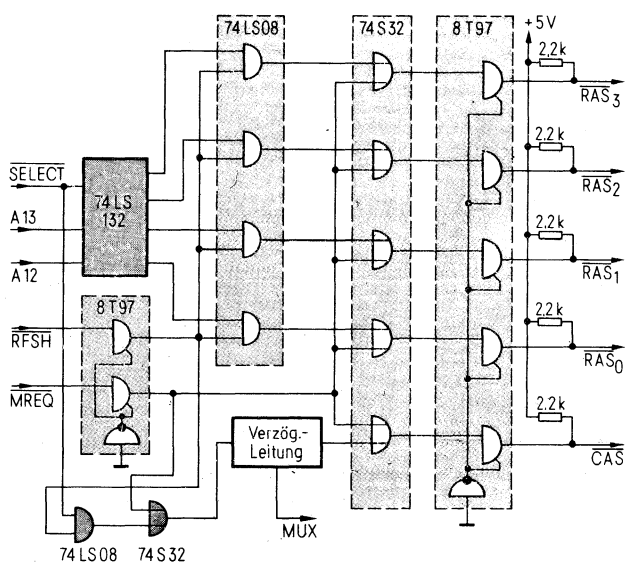 74LS08
74S32
8T97
+5V
2,2k
RAS3
2,2k
RAS2
SELECT
74LS
132
A13
A12
2,2k
RAS1
8T97
RFSH
2,2k
RAS0
MREQ
2,2k
Verzög.-
Leitung
CAS
MUX
74LS08
74S32